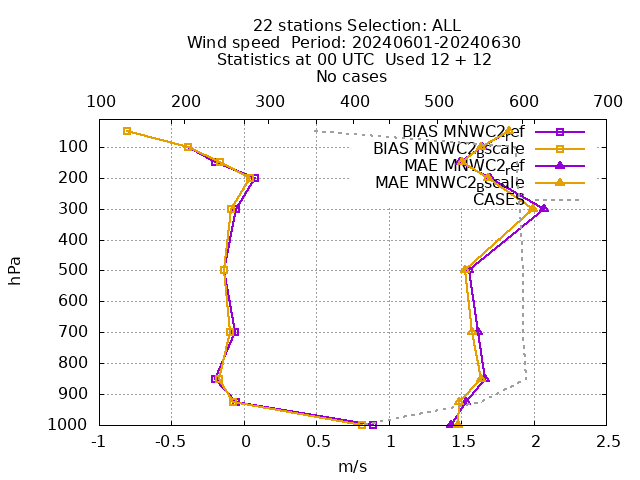 22 stations Selection: ALL
Wind speed  Period: 20240601-20240630
Statistics at 00 UTC  Used 12 + 12
No cases
100 200 300 400 500 600 700
BIAS MNWC2_ref
BIAS MNWC2_Bscale
MAE MNWC2_ref
MAE MNWC2_Bscale
CASES
hPa
100
200
300
400
500
600
700
800
900
1000
-1 -0.5 0 0.5 1 1.5 2 2.5
m/s